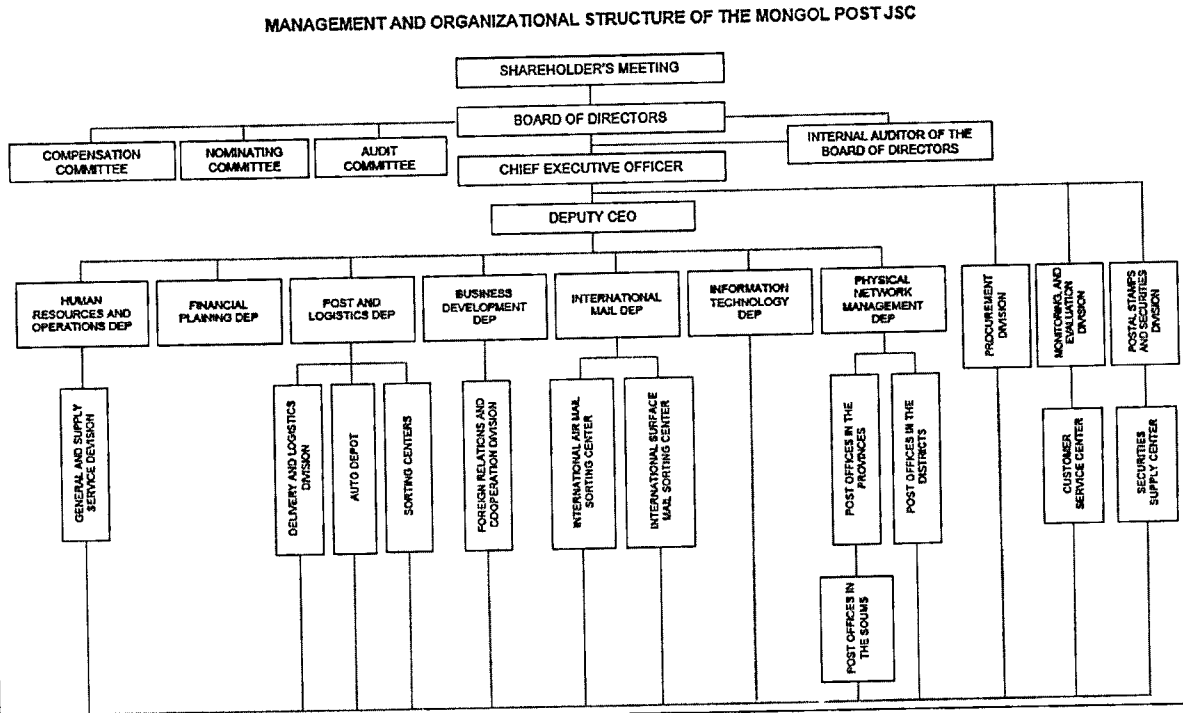 MANAGEMENT AND ORGANIZATIONAL STRUCTURE OF THE MONGOL POST JSC
SHAREHOLDER'S MEETING
BOARD OF DIRECTORS
COMPENSATION
COMMITTEE
NOMINATING
COMMITTEE
AUDIT
COMMITTEE
INTERNAL AUDITOR OF THE
BOARD OF DIRECTORS
CHIEF EXECUTIVE OFFICER
DEPUTY CEO
HUMAN
RESOURCES AND
OPERATIONS DEP
FINANCIAL
PLAINING DEP
POST AND
LOGISTICS DEP
BUSINESS
DEVELOPMENT
DEP
INTERNATIONAL
MAIL DEP
INFORMATION
TECHNOLOGY
DEP
PHYSICAL
NETWORK
MANAGEMENT
DEP
PROCUREMENT
DIVISION
MONITORING, AND
EVALUATION
DIVISION
POSTAL STAMPS
AND SECURITIES
DIVISION
GENERAL AND SUPPLY
SERVICE DEVISION
DELIVERY AND LOGISTICS
DIVISION
AUTO DEPOT
SORTING CENTERS
FOREIGN RELATIONS AND
COOPERATION DIVISION
INTERNATIONAL AIR MAIL
SORTING CENTER
INTERNATIONAL SURFACE
MAIL SORTING CENTER
POST OFFICES IN THE
PROVINCES
POST OFFICES IN THE
DISTRICTS
CUSTOMER
SERVICE CENTER
SECURITIES
SUPPLY CENTER
POST OFFICES IN
THE SOUMS